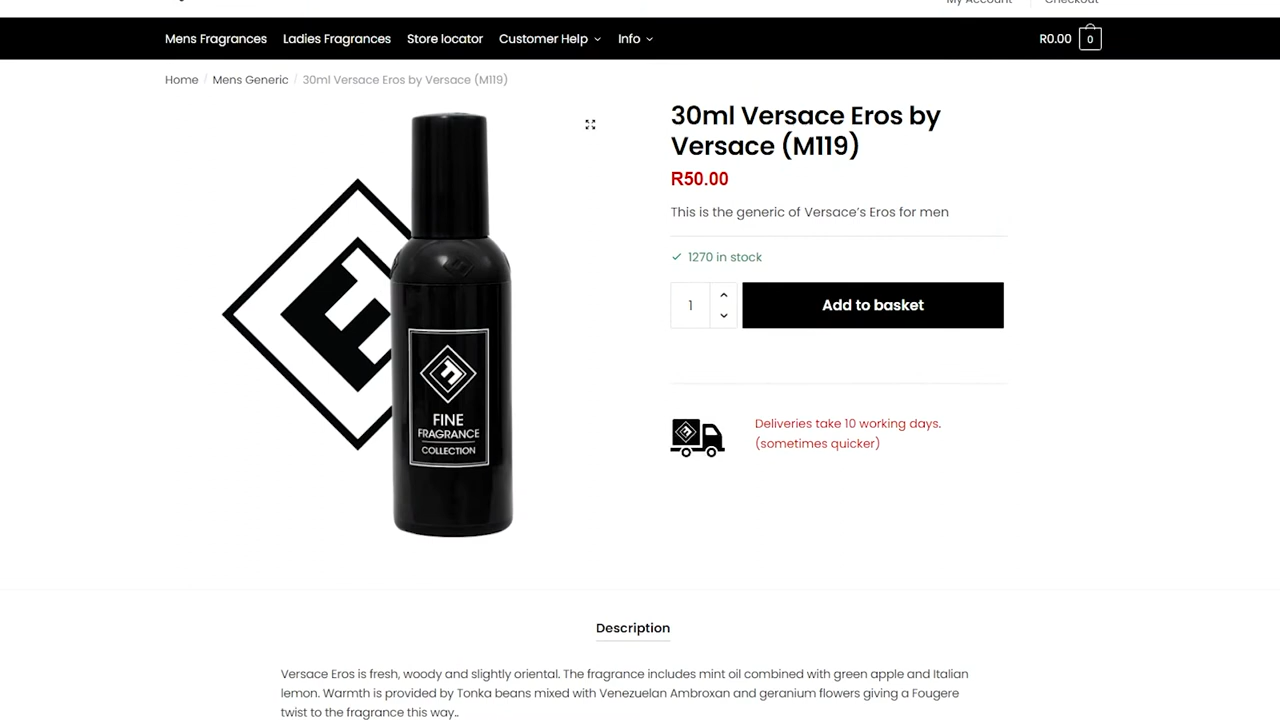 My Account
Checkout
Mens Fragrances
Ladies Fragrances
Store locator
Customer Help
Info
R0.00
0
Home / Mens Generic / 30ml Versace Eros by Versace (M119)
30ml Versace Eros by
Versace (M119)
R50.00
This is the generic of Versace’s Eros for men
1270 in stock
1
Add to basket
FINE
FRAGRANCE
COLLECTION
Deliveries take 10 working days.
(sometimes quicker)
Description
Versace Eros is fresh, woody and slightly oriental. The fragrance includes mint oil combined with green apple and Italian
lemon. Warmth is provided by Tonka beans mixed with Venezuelan Ambroxan and geranium flowers giving a Fougere
twist to the fragrance this way..